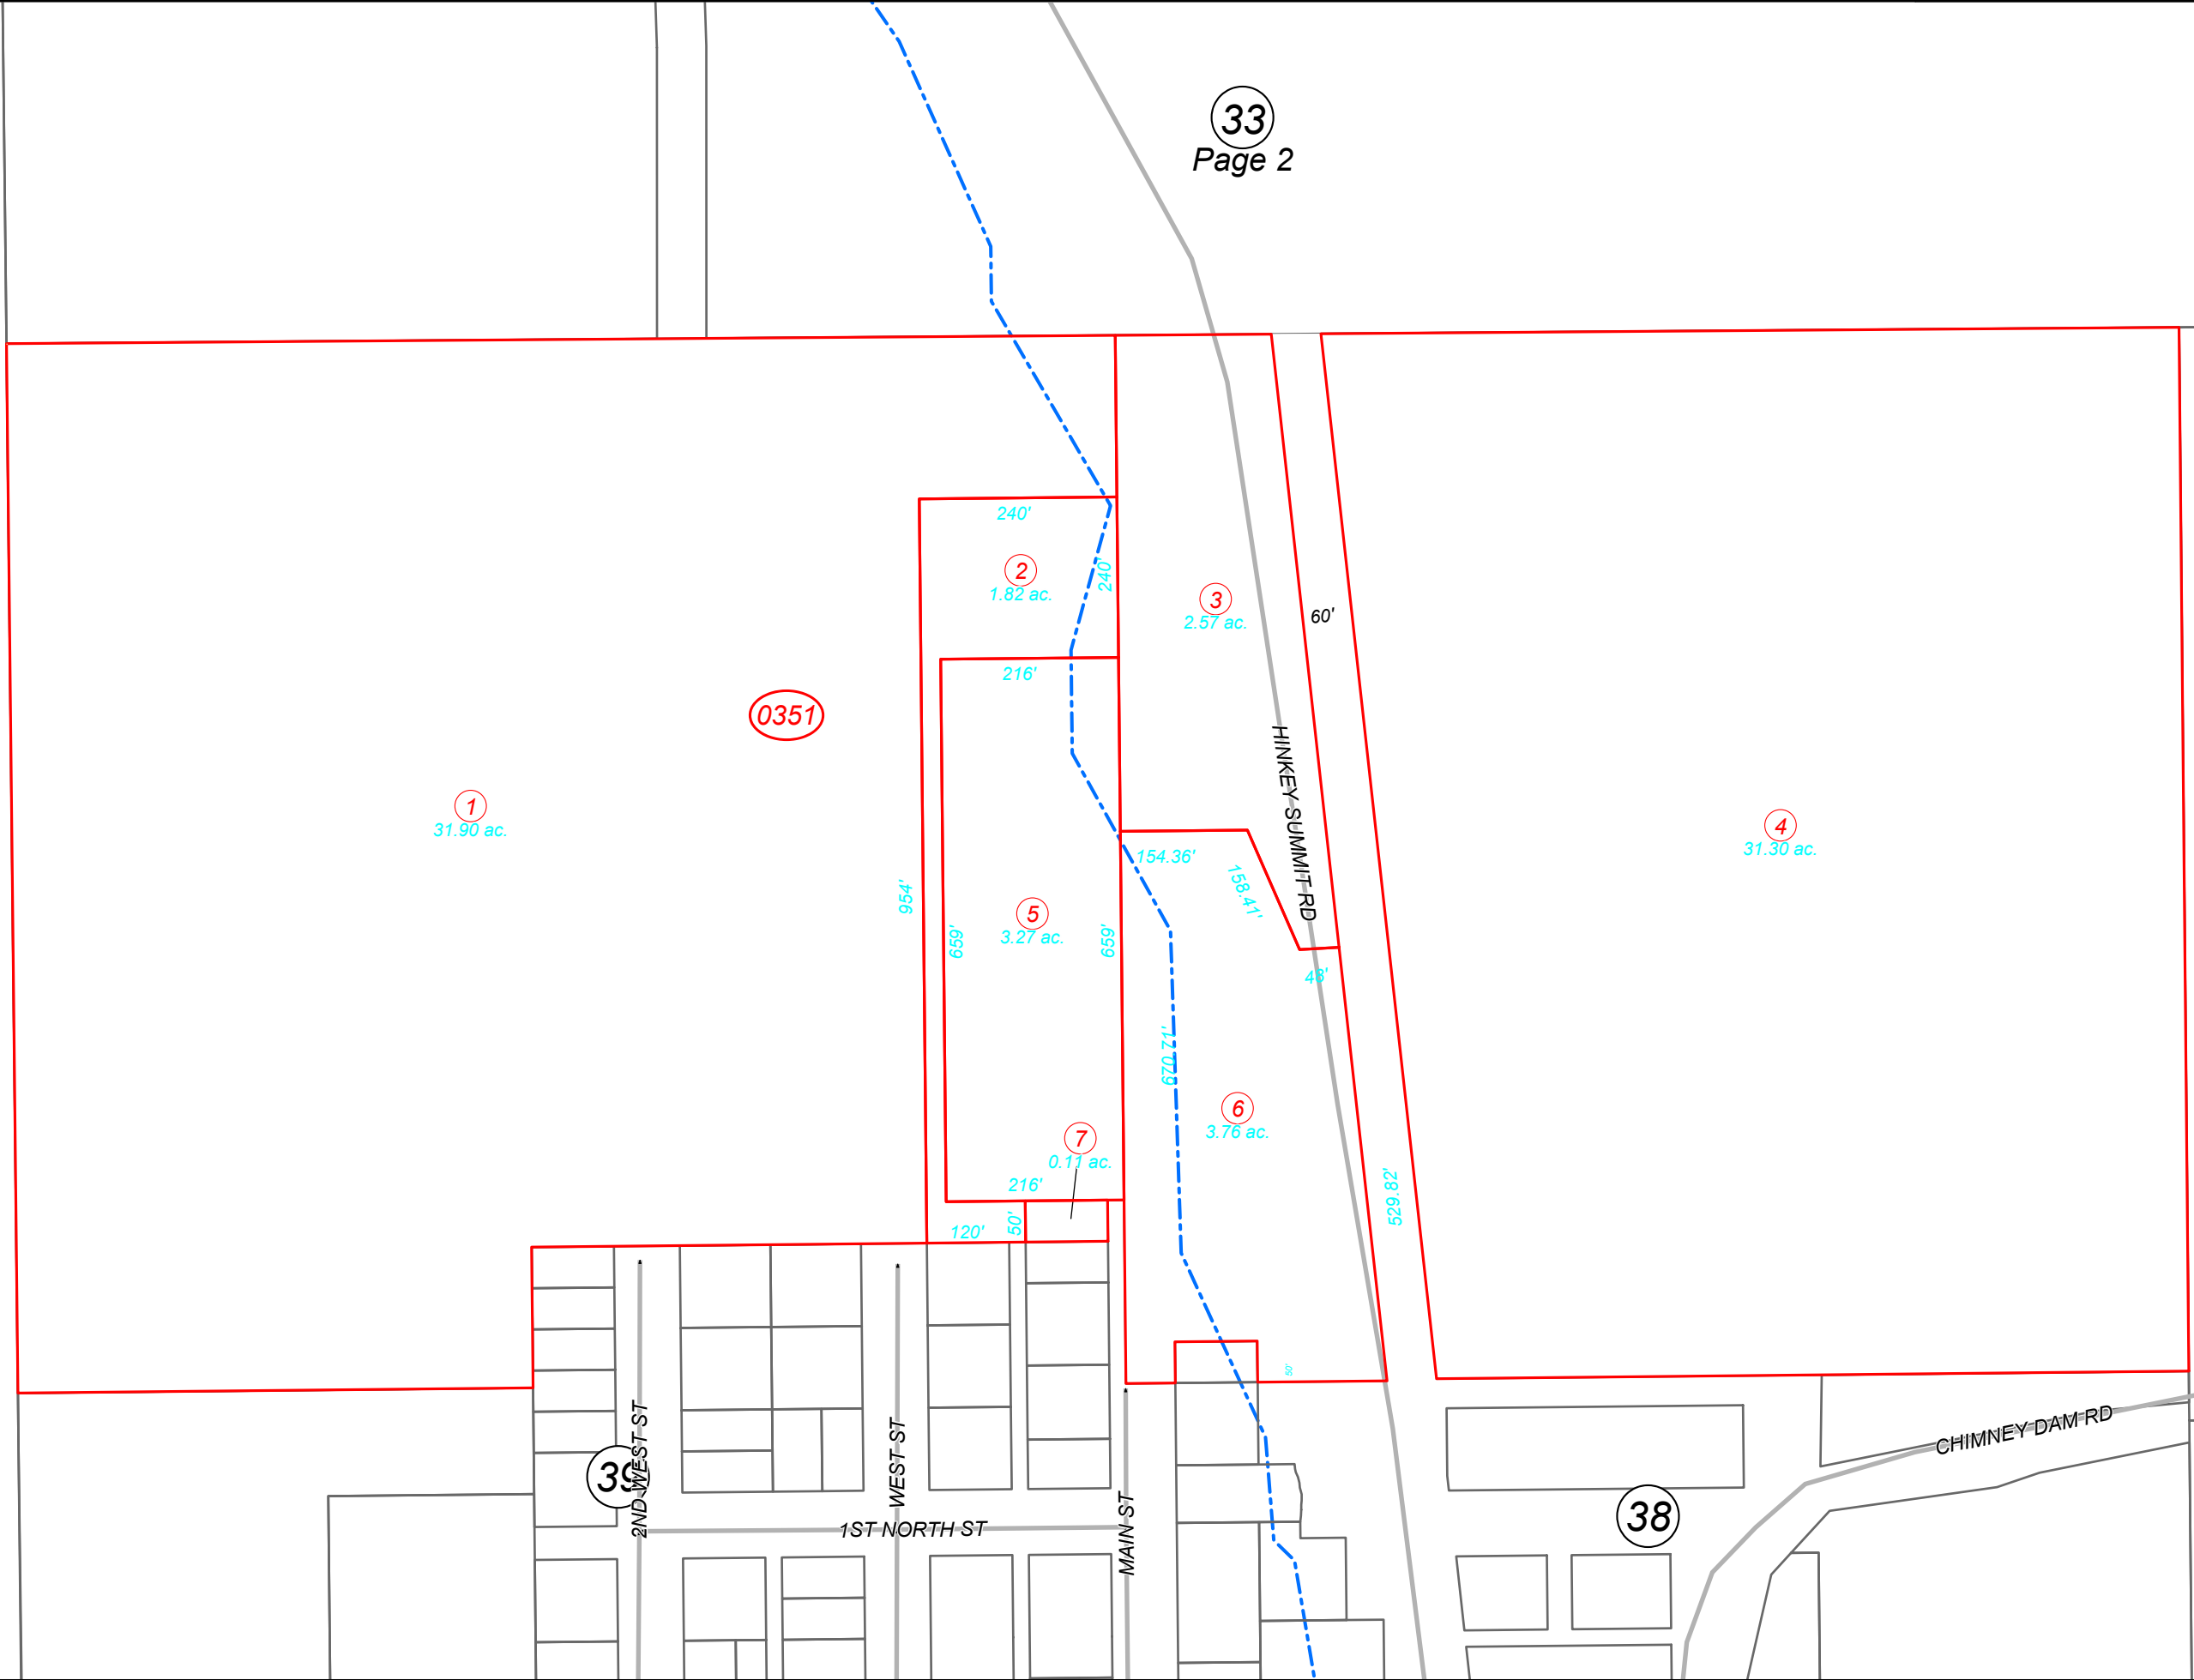 33
Page 2
240'
2
1.82 ac.
240'
3
2.57 ac.
60'
216'
0351
HINKEY SUMMIT RD
1
31.90 ac.
4
31.30 ac.
154.36'
158.41'
954'
5
3.27 ac.
659'
659'
48'
670.71'
6
3.76 ac.
7
0.11 ac.
216'
529.82'
120'
50'
50'
39
2ND WEST ST
WEST ST
1ST NORTH ST
MAIN ST
CHIMNEY DAM RD
38